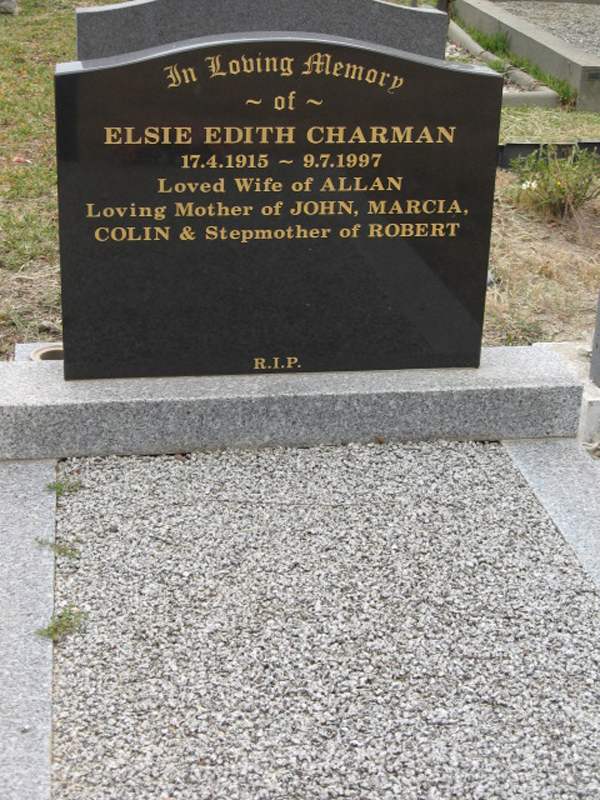 In Loving Memory
~ of ~
ELSIE EDITH CHARMAN
17.4.1915 ~ 9.7.1997
Loved Wife of ALLAN
Loving Mother of JOHN, MARCIA,
COLIN & Stepmother of ROBERT
R.I.P.